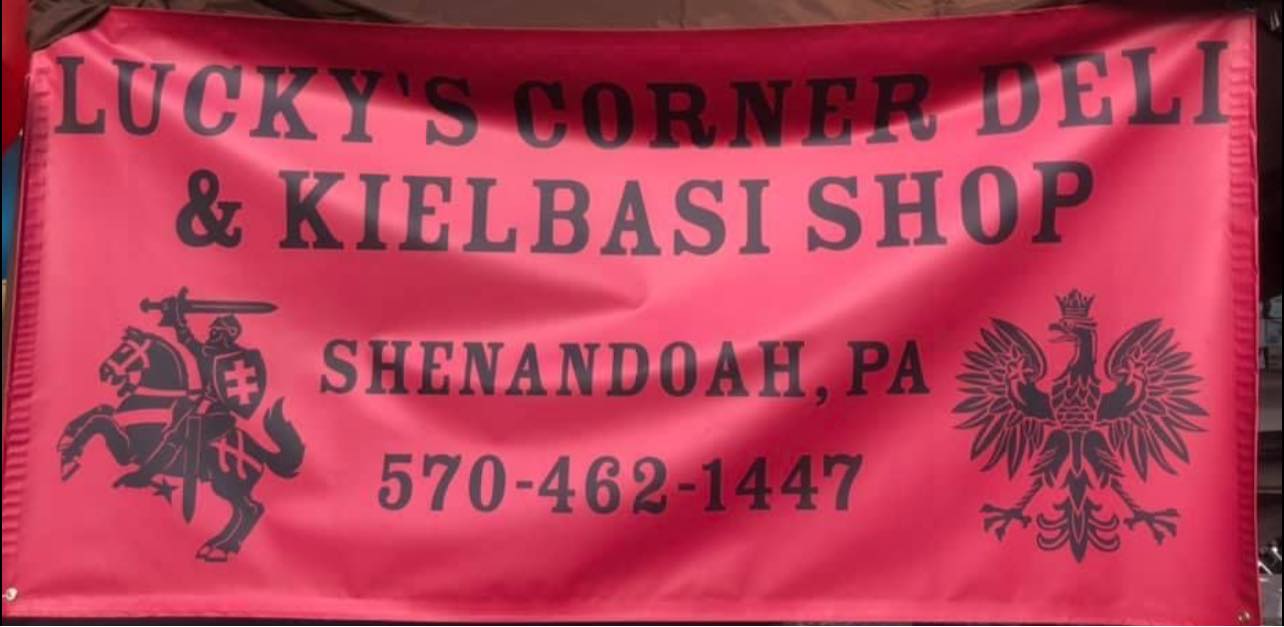 LUCKY'S CORNER DELI
& KIELBASI SHOP
SHENANDOAH, PA
570-462-1447